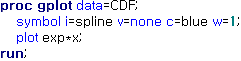 proc gplot data=CDF;
symbol i=spline v=none c=blue w=1;
plot exp*x;
run;